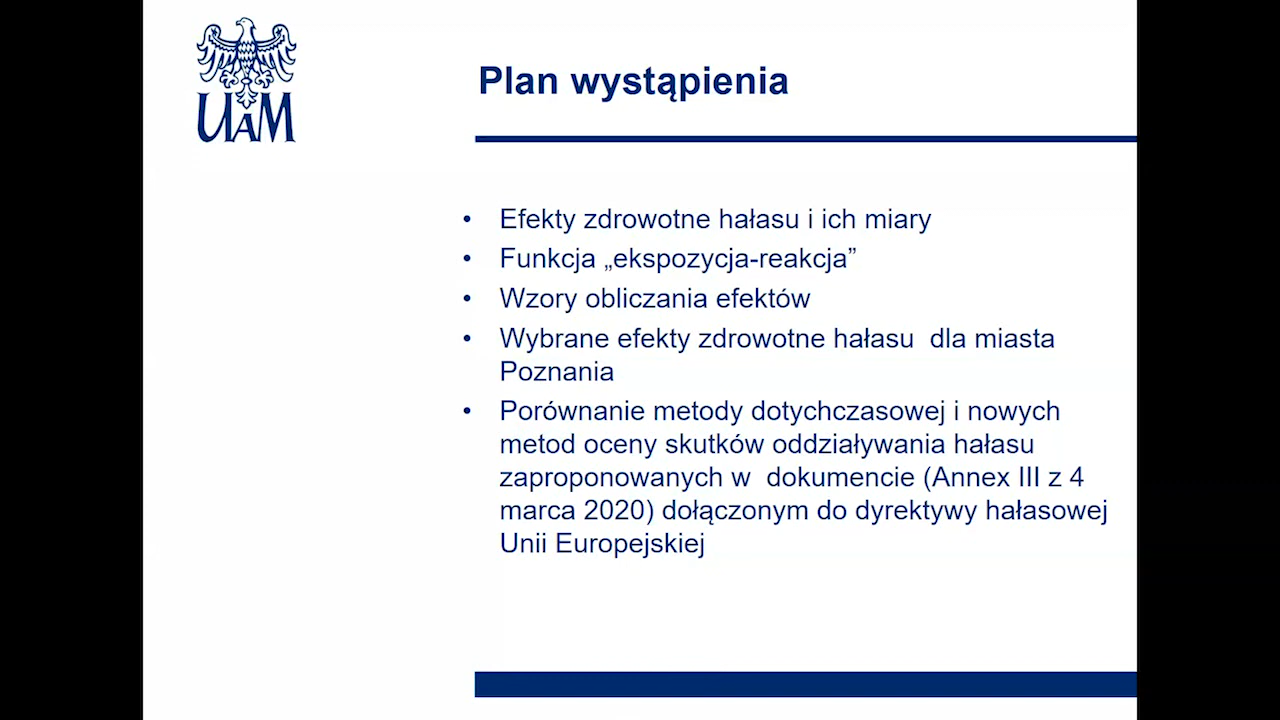 UAM
Plan wystąpienia
• Efekty zdrowotne hałasu i ich miary
• Funkcja „ekspozycja-reakcja”
• Wzory obliczania efektów
• Wybrane efekty zdrowotne hałasu  dla miasta
Poznania
• Porównanie metody dotychczasowej i nowych
metod oceny skutków oddziaływania hałasu
zaproponowanych w  dokumencie (Annex III z 4
marca 2020) dołączonym do dyrektywy hałasowej
Unii Europejskiej